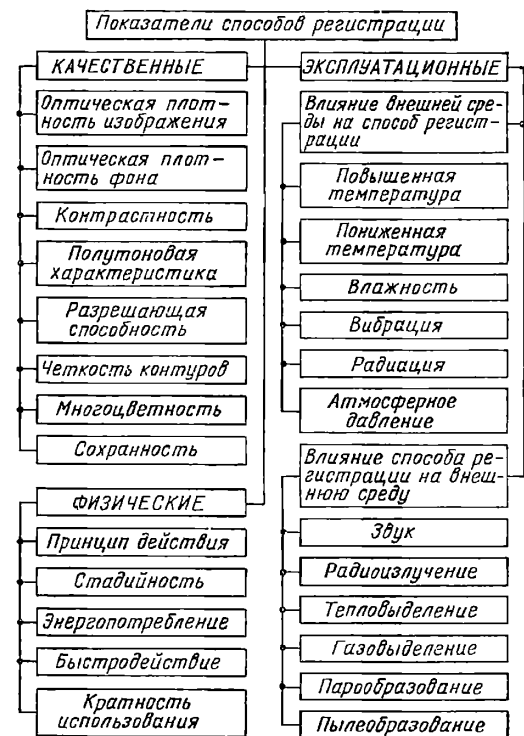 Показатели способов регистрации
КАЧЕСТВЕННЫЕ
Оптическая плот-
ность изображения
Оптическая плот-
ность фона
Контрастность
Полутоновая
характеристика
Разрешающая
способность
Четкость контуров
Многоцветность
Сохранность
ФИЗИЧЕСКИЕ
Принцип действия
Стадийность
Энергопотребление
Быстродействие
Кратность
использования
ЭКСПЛУАТАЦИОННЫЕ
Влияние внешней сре-
ды на способ регист-
рации
Повышенная
температура
Пониженная
температура
Влажность
Вибрация
Радиация
Атмосферное
давление
Влияние способа ре-
гистрации на внеш-
нюю среду
Звук
Радиоизлучение
Тепловыделение
Газовыделение
Парообразование
Пылеобразование